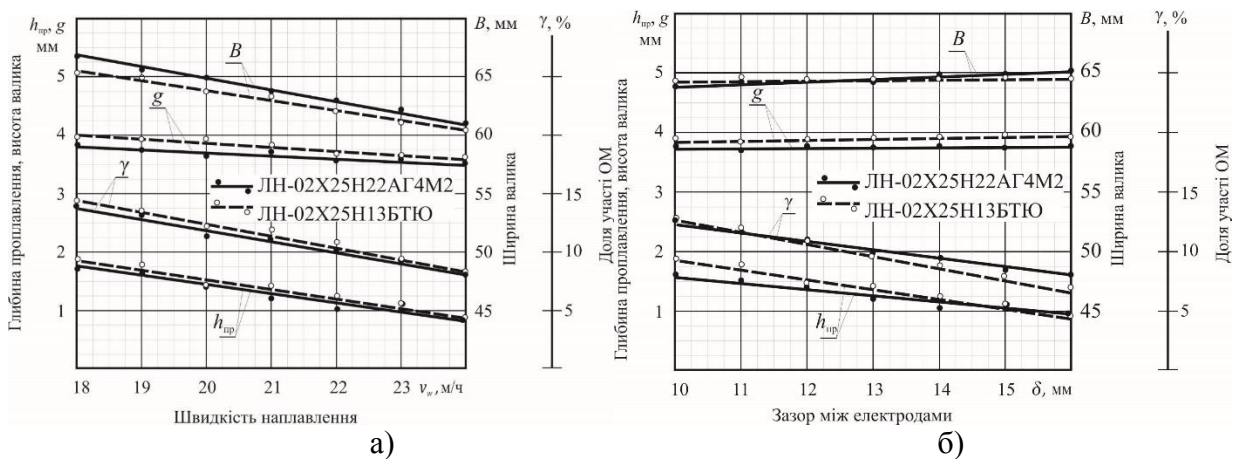 h_пр, g
мм
B, мм
γ, %
5
4
3
2
1
65
60
55
50
45
15
10
5
B
g
γ
h_пр
ЛН-02Х25Н22АГ4М2
ЛН-02Х25Н13БТЮ
18 19 20 21 22 23 v_w, м/ч
Швидкість наплавлення
Глибина проплавлення, висота валика
Ширина валика
Доля участі ОМ
а)
h_пр, g
мм
B, мм
γ, %
5
4
3
2
1
65
60
55
50
45
15
10
5
B
g
γ
h_пр
ЛН-02Х25Н22АГ4М2
ЛН-02Х25Н13БТЮ
10 11 12 13 14 15 δ, мм
Зазор між електродами
Глибина проплавлення, висота валика
Ширина валика
Доля участі ОМ
б)